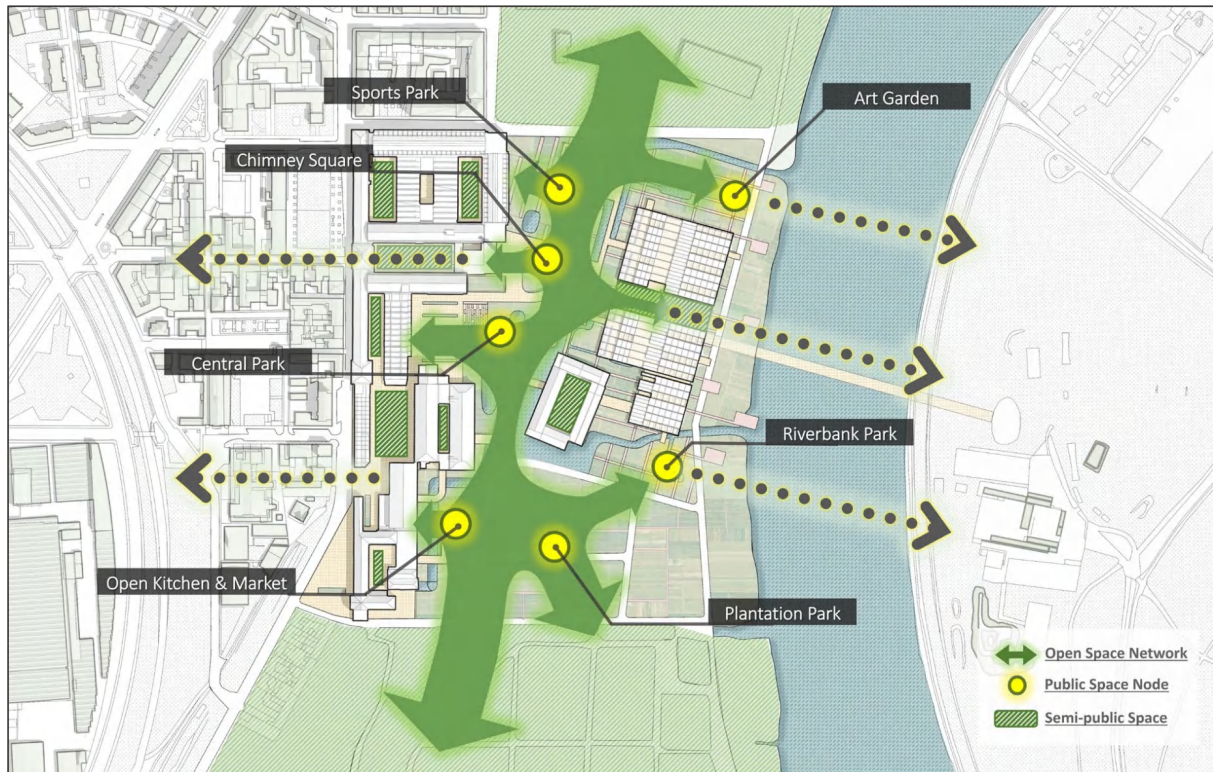 Sports Park
Art Garden
Chimney Square
Central Park
Riverbank Park
Open Kitchen & Market
Plantation Park
Open Space Network
Public Space Node
Semi-public Space